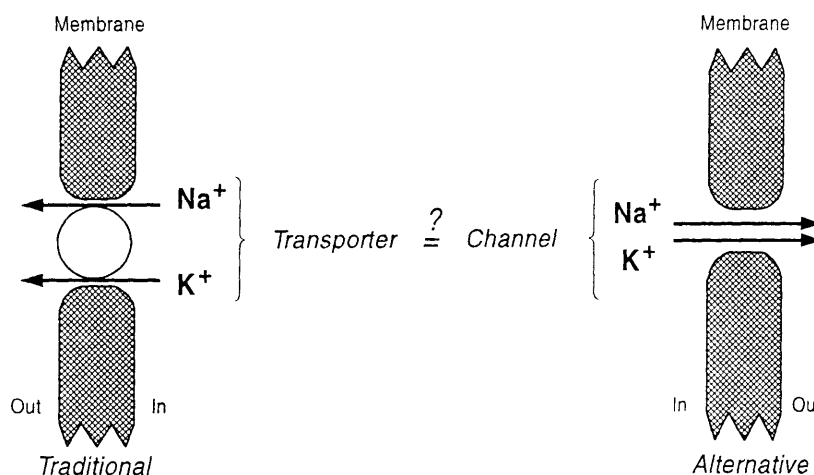 Membrane
Membrane
Na⁺
K⁺
Transporter ?= Channel
Na⁺
K⁺
Out
In
In
Ou
Traditional
Alternative